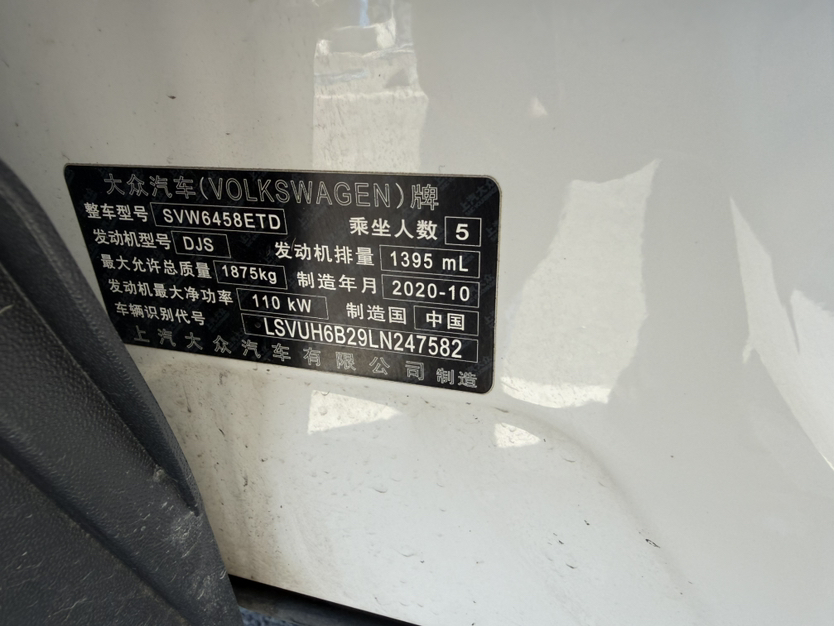 大众汽车(VOLKSWAGEN)牌
整车型号 SVW6458ETD 乘坐人数 5
发动机型号 DJS 发动机排量 1395 mL
最大允许总质量 1875kg 制造年月 2020-10
发动机最大净功率 110 kW 制造国 中国
车辆识别代号 LSVUH6B29LN247582
上汽大众汽车有限公司制造